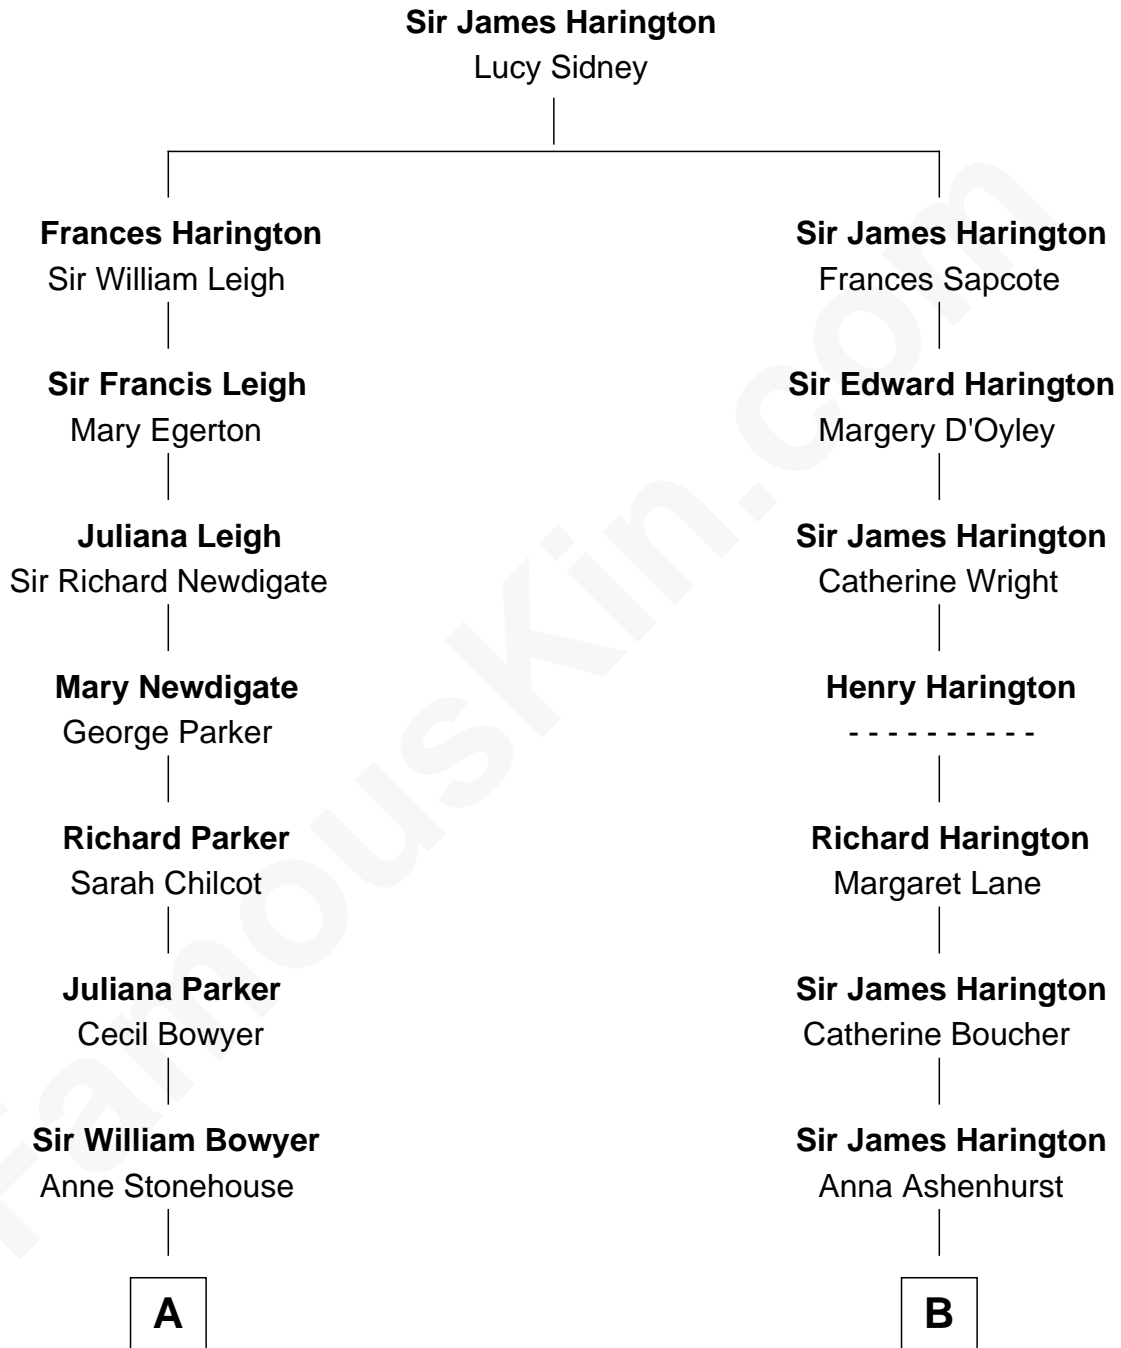 Sir James Harington
Lucy Sidney
Frances Harington
Sir William Leigh
Sir James Harington
Frances Sapcote
Sir Francis Leigh
Mary Egerton
Sir Edward Harington
Margery D'Oyley
Juliana Leigh
Sir Richard Newdigate
Sir James Harington
Catherine Wright
Mary Newdigate
George Parker
Henry Harington
- - - - - - - - - -
Richard Parker
Sarah Chilcot
Richard Harington
Margaret Lane
Juliana Parker
Cecil Bowyer
Sir James Harington
Catherine Boucher
Sir William Bowyer
Anne Stonehouse
Sir James Harington
Anna Ashenhurst
A
B
FamousKin.com